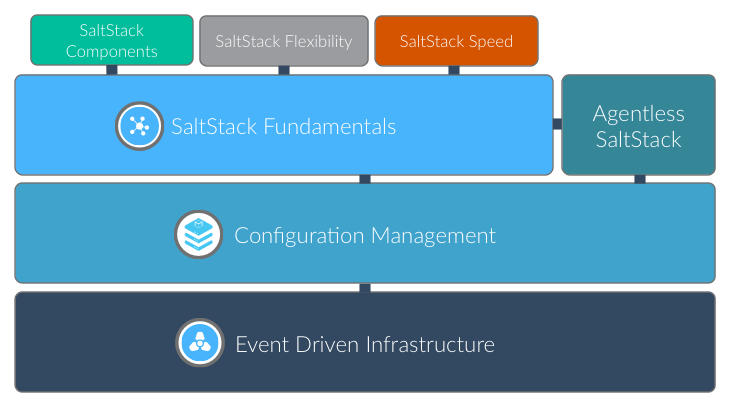 SaltStack
Components
SaltStack Flexibility
SaltStack Speed
SaltStack Fundamentals
Agentless
SaltStack
Configuration Management
Event Driven Infrastructure